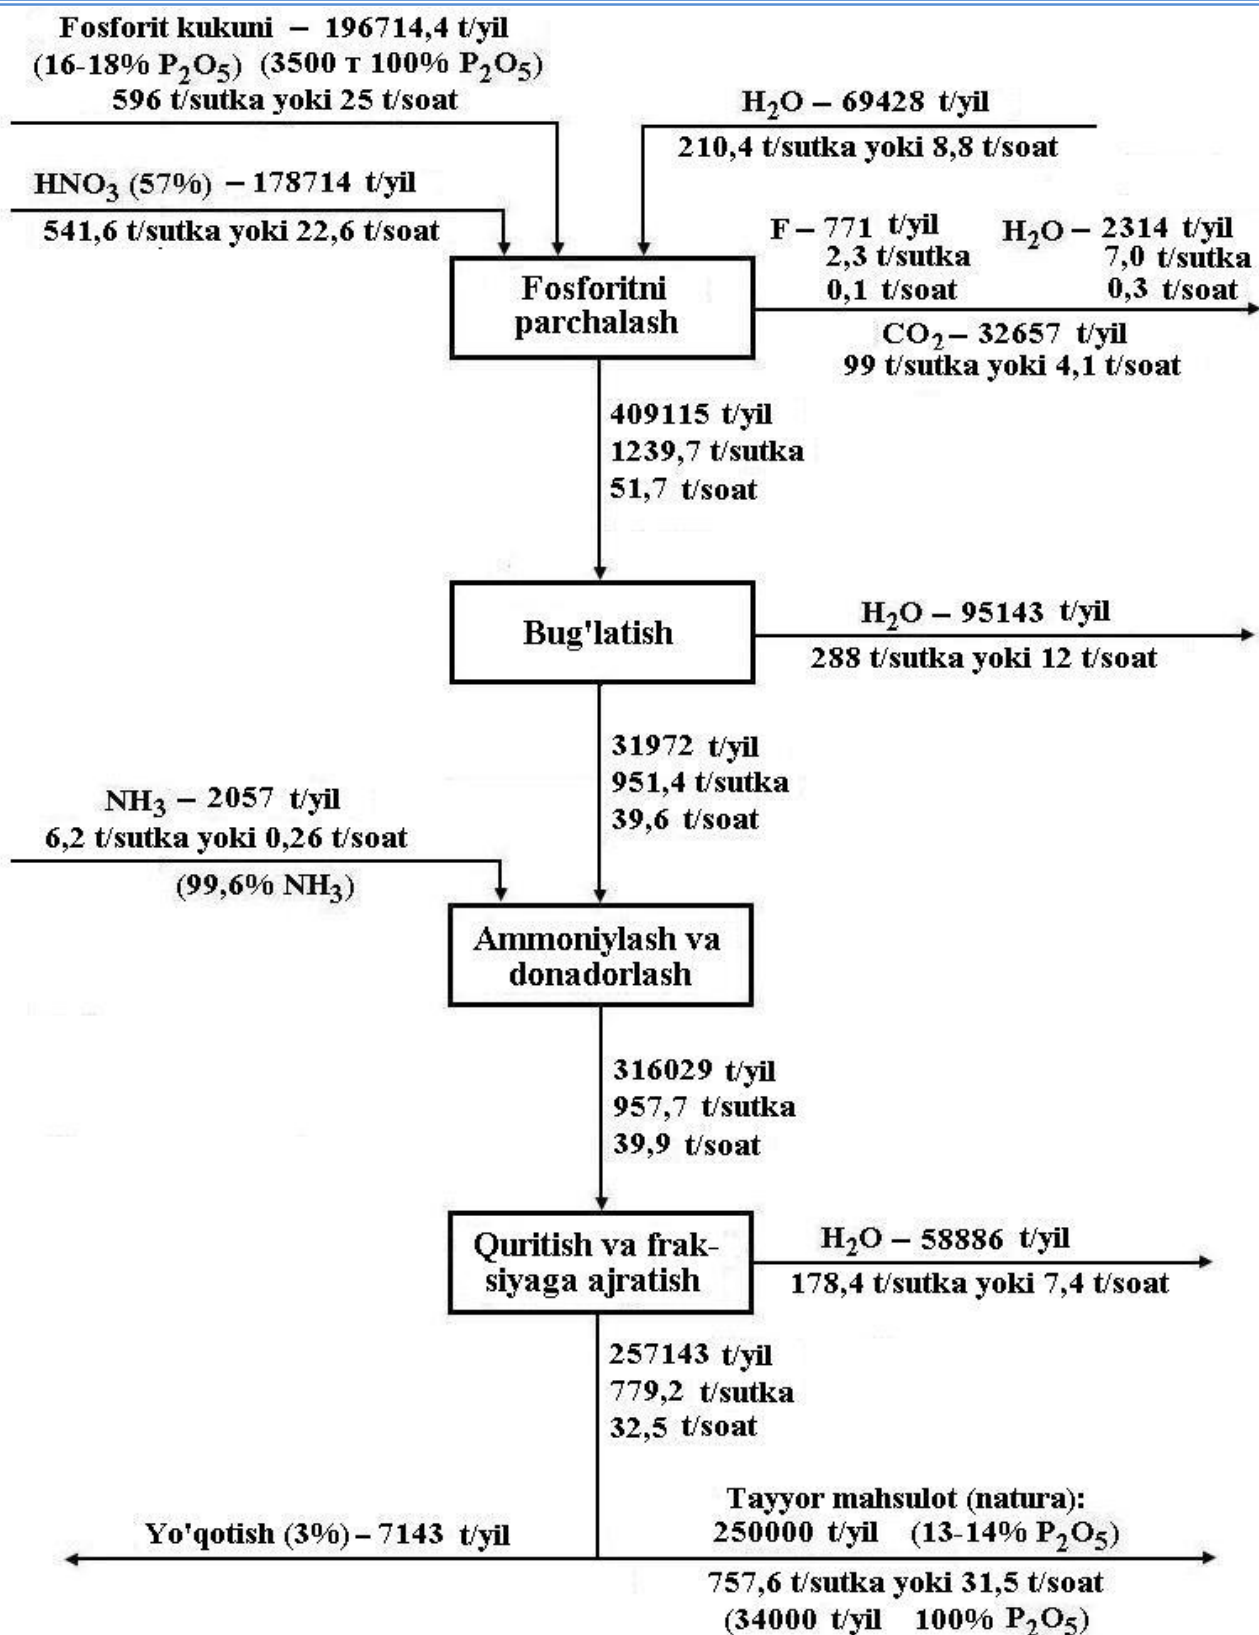 Fosforit kukuni – 196714,4 t/yil
(16-18% P₂O₅) (3500 т 100% P₂O₅)
596 t/sutka yoki 25 t/soat
H₂O – 69428 t/yil
210,4 t/sutka yoki 8,8 t/soat
HNO₃ (57%) – 178714 t/yil
541,6 t/sutka yoki 22,6 t/soat
F – 771 t/yil
2,3 t/sutka
0,1 t/soat
H₂O – 2314 t/yil
7,0 t/sutka
0,3 t/soat
Fosforitni
parchalash
CO₂ – 32657 t/yil
99 t/sutka yoki 4,1 t/soat
409115 t/yil
1239,7 t/sutka
51,7 t/soat
Bug'latish
H₂O – 95143 t/yil
288 t/sutka yoki 12 t/soat
31972 t/yil
951,4 t/sutka
39,6 t/soat
NH₃ – 2057 t/yil
6,2 t/sutka yoki 0,26 t/soat
(99,6% NH₃)
Ammoniylash va
donadorlash
316029 t/yil
957,7 t/sutka
39,9 t/soat
Quritish va frak-
siyaga ajratish
H₂O – 58886 t/yil
178,4 t/sutka yoki 7,4 t/soat
257143 t/yil
779,2 t/sutka
32,5 t/soat
Yo'qotish (3%) – 7143 t/yil
Tayyor mahsulot (natura):
250000 t/yil (13-14% P₂O₅)
757,6 t/sutka yoki 31,5 t/soat
(34000 t/yil 100% P₂O₅)